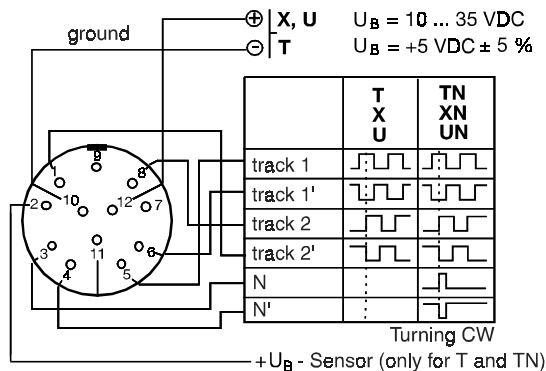 ⊕ X, U U_B = 10 ... 35 VDC
ground
⊖ T U_B = +5 VDC ± 5 %
T
X
U
TN
XN
UN
track 1
track 1'
track 2
track 2'
N
N'
1
9
8
2
10
12
7
3
11
6
4
5
Turning CW
+U_B - Sensor (only for T and TN)